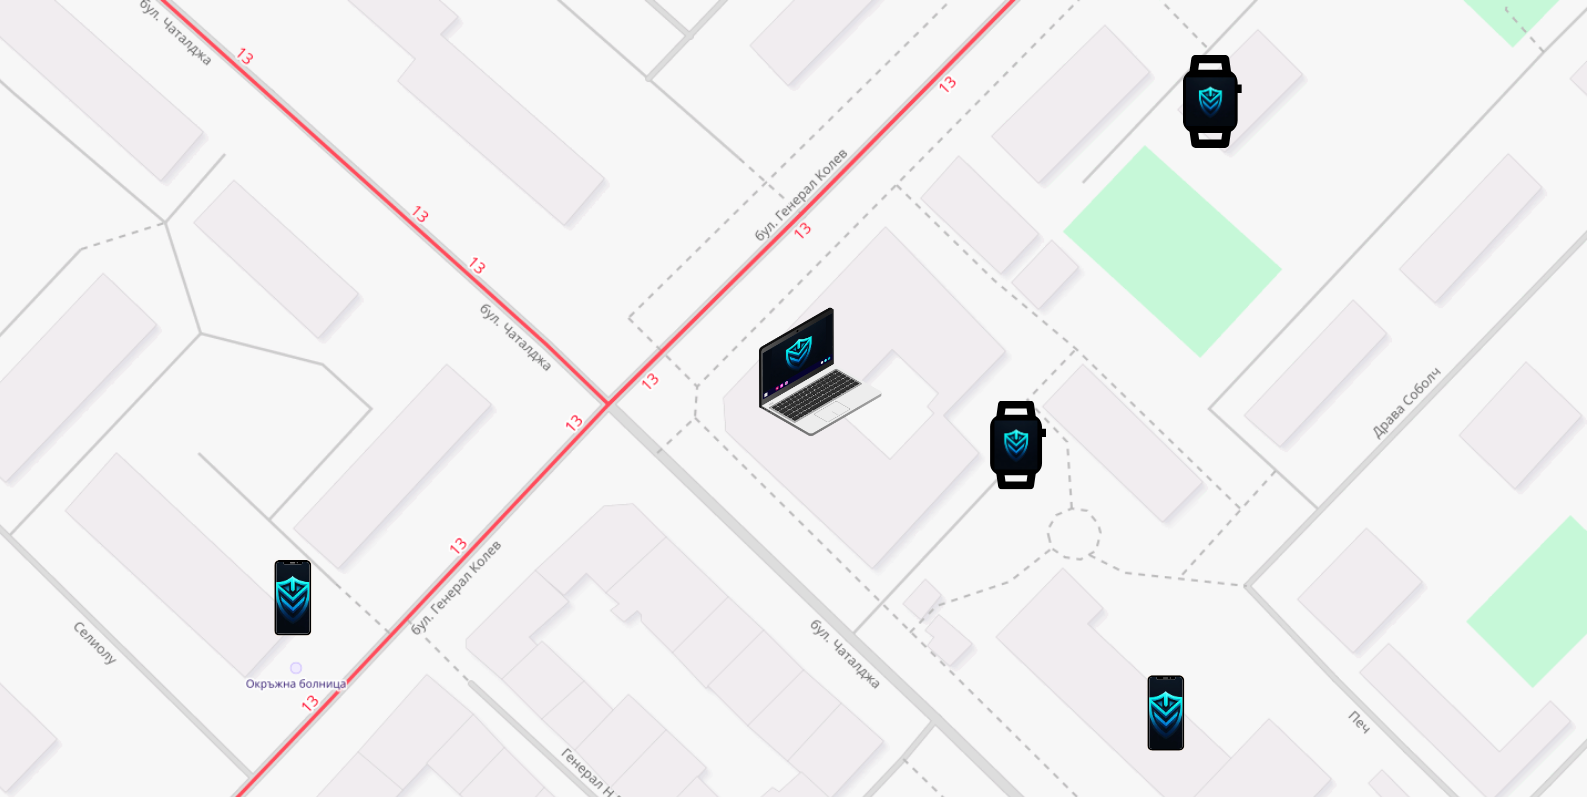 бул. Чаталджа
13
13
бул. Генерал Колев
13
13
13
бул. Чаталджа
13
13
Драва Соболч
13
бул. Генерал Колев
Селиолу
бул. Чаталджа
Окръжна болница
13
Печ
Генерал Н